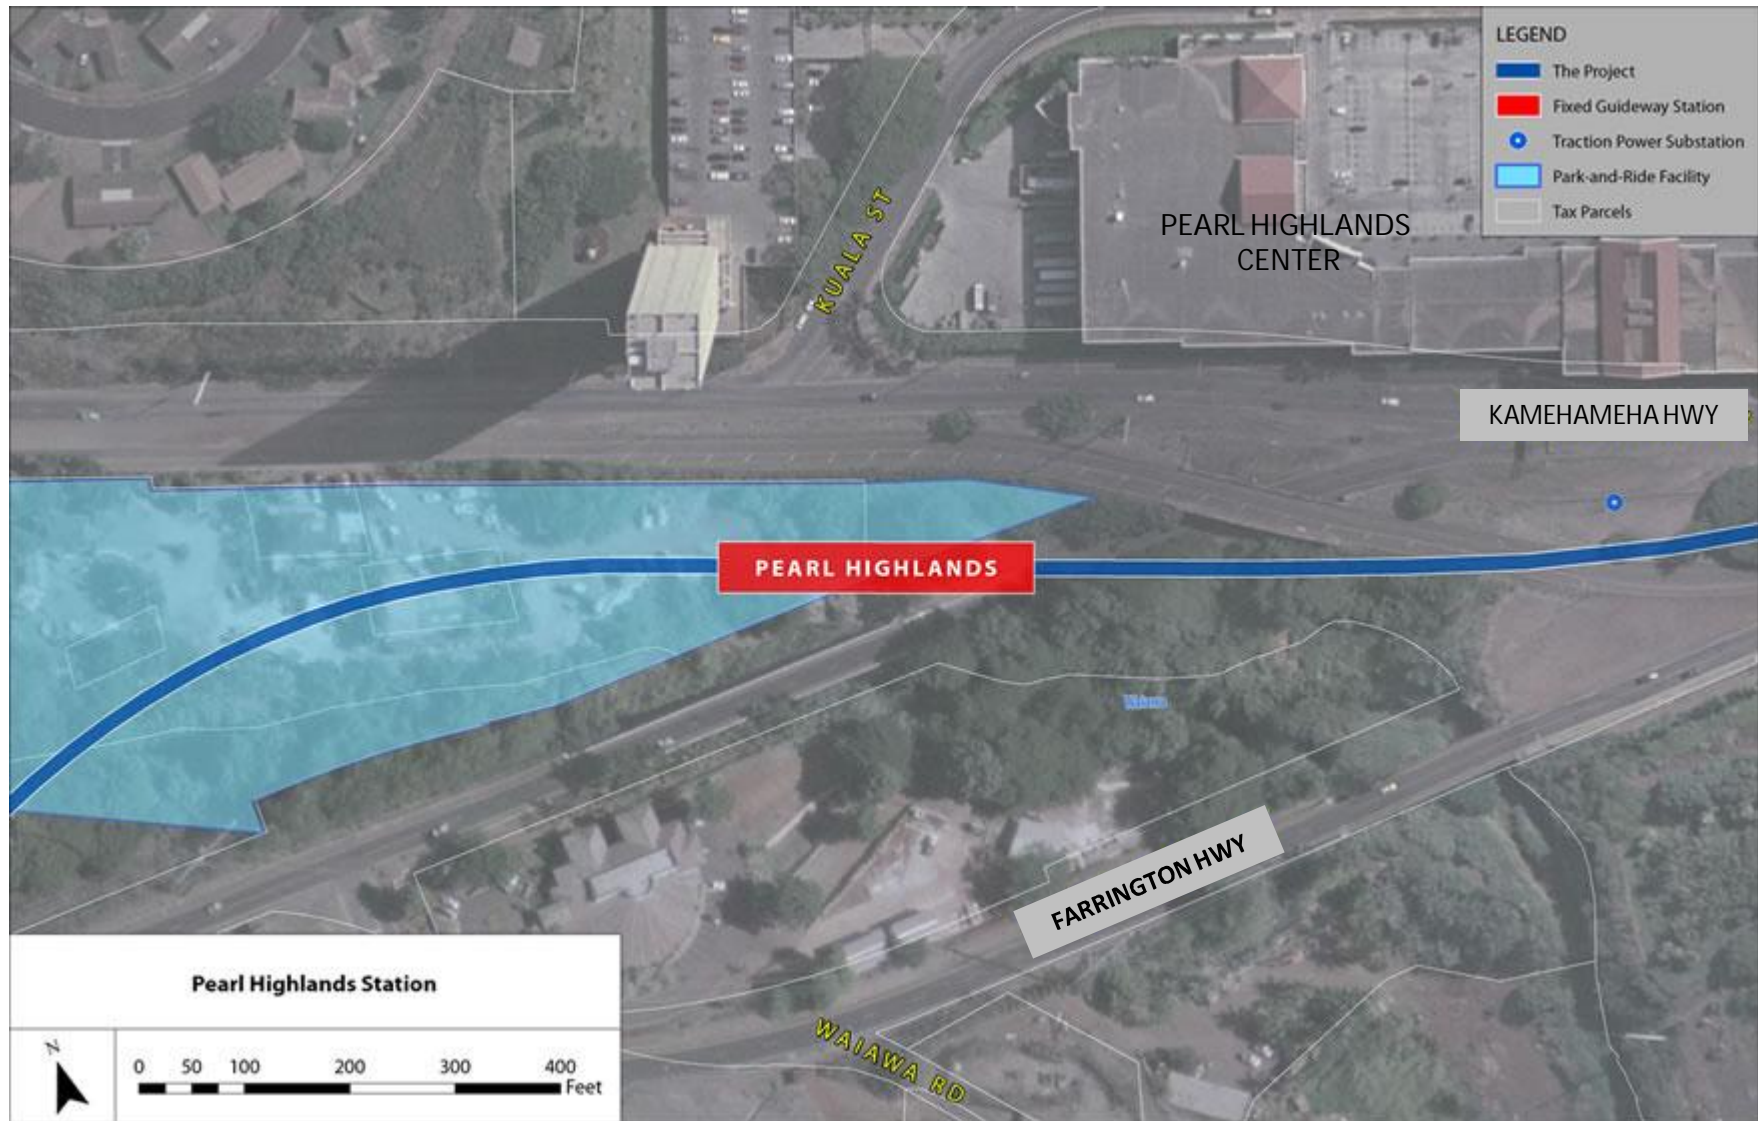 LEGEND
The Project
Fixed Guideway Station
Traction Power Substation
Park-and-Ride Facility
Tax Parcels
KUALA ST
PEARL HIGHLANDS
CENTER
KAMEHAMEHA HWY
PEARL HIGHLANDS
FARRINGTON HWY
WAIAWA RD
Pearl Highlands Station
N
0 50 100 200 300 400
Feet